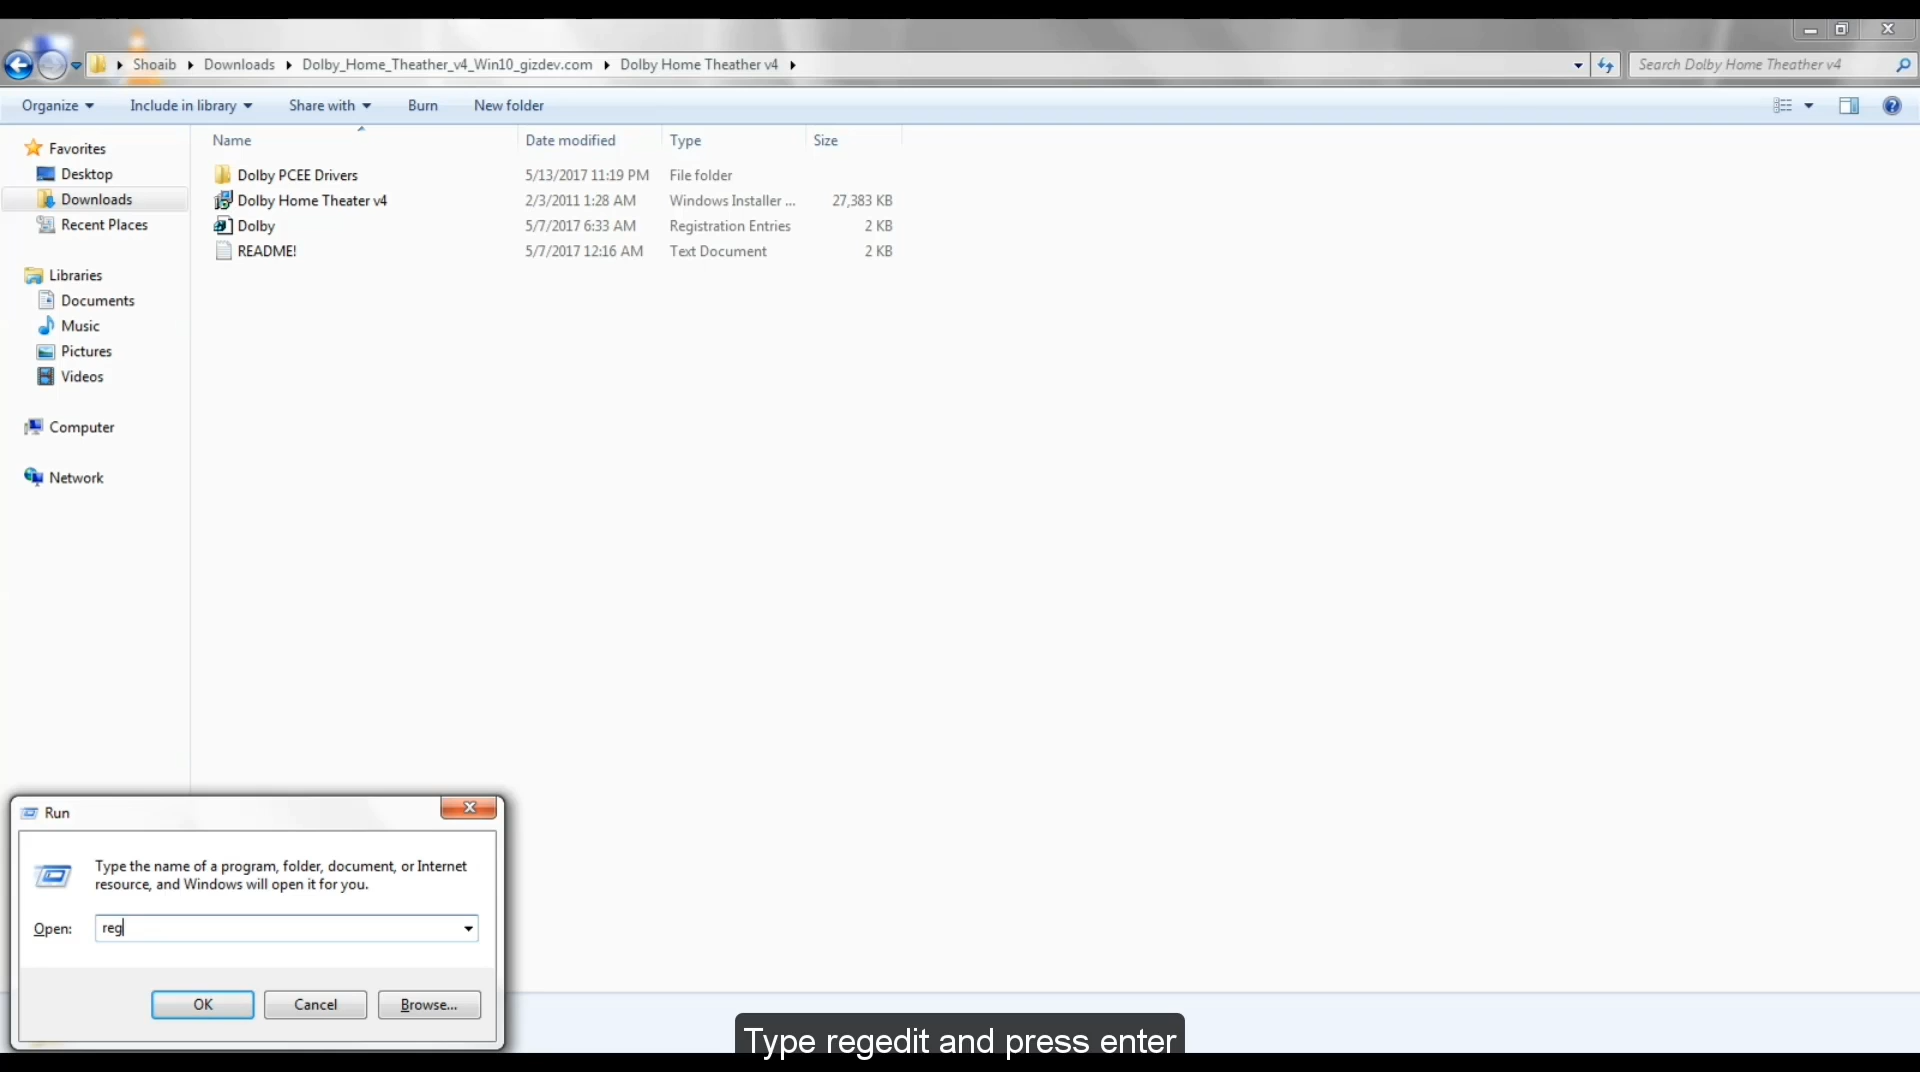 Shoaib Downloads Dolby_Home_Theather_v4_Win10_gizdev.com Dolby Home Theather v4
Search Dolby Home Theather v4
Organize Include in library Share with Burn New folder
Name Date modified Type Size
Favorites
Desktop
Downloads
Recent Places
Libraries
Documents
Music
Pictures
Videos
Computer
Network
Dolby PCEE Drivers 5/13/2017 11:19 PM File folder
Dolby Home Theater v4 2/3/2011 1:28 AM Windows Installer ... 27,383 KB
Dolby 5/7/2017 6:33 AM Registration Entries 2 KB
README! 5/7/2017 12:16 AM Text Document 2 KB
Run
Type the name of a program, folder, document, or Internet
resource, and Windows will open it for you.
Open: reg
OK Cancel Browse...
Type regedit and press enter